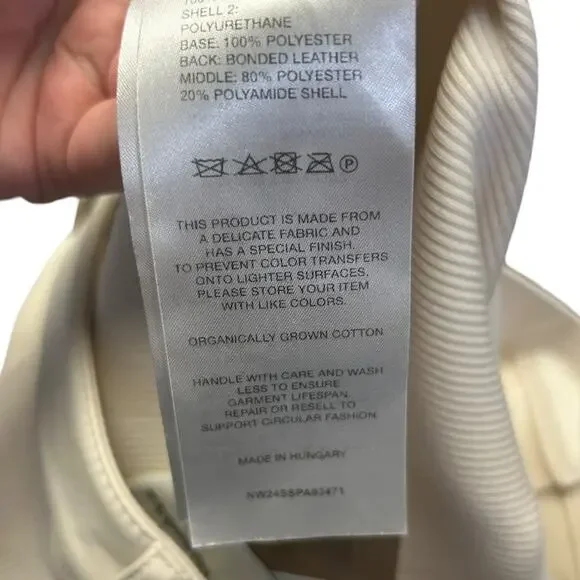 SHELL 2:
POLYURETHANE
BASE: 100% POLYESTER
BACK: BONDED LEATHER
MIDDLE: 80% POLYESTER
20% POLYAMIDE SHELL
P
THIS PRODUCT IS MADE FROM
A DELICATE FABRIC AND
HAS A SPECIAL FINISH.
TO PREVENT COLOR TRANSFERS
ONTO LIGHTER SURFACES,
PLEASE STORE YOUR ITEM
WITH LIKE COLORS.
ORGANICALLY GROWN COTTON
HANDLE WITH CARE AND WASH
LESS TO ENSURE
GARMENT LIFESPAN.
REPAIR OR RESELL TO
SUPPORT CIRCULAR FASHION.
MADE IN HUNGARY